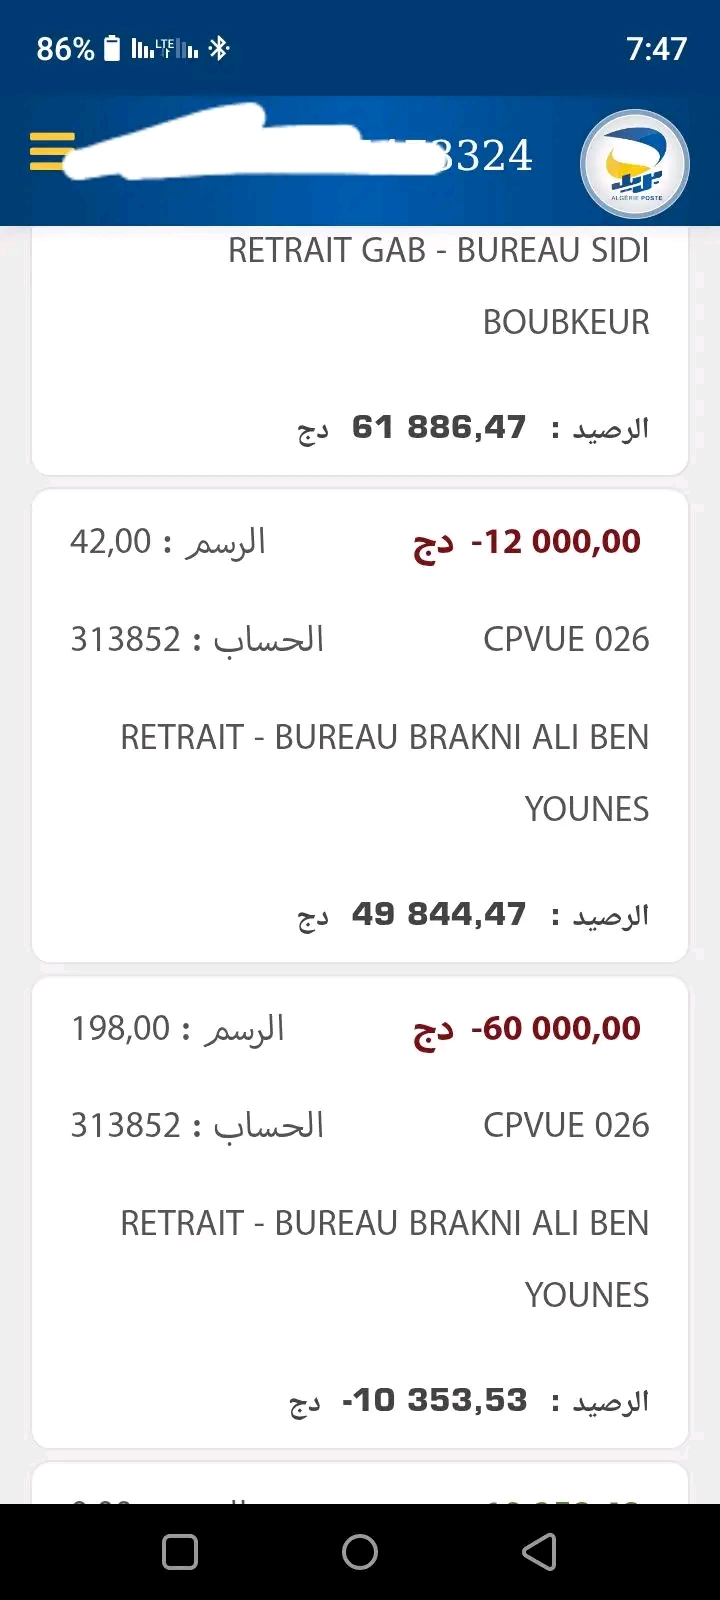 86% LTE 7:47
3324
ALGÉRIE POSTE
RETRAIT GAB - BUREAU SIDI
BOUBKEUR
الرصيد : 61 886,47 دج
-12 000,00 دج الرسم : 42,00
CPVUE 026 الحساب : 313852
RETRAIT - BUREAU BRAKNI ALI BEN
YOUNES
الرصيد : 49 844,47 دج
-60 000,00 دج الرسم : 198,00
CPVUE 026 الحساب : 313852
RETRAIT - BUREAU BRAKNI ALI BEN
YOUNES
الرصيد : -10 353,53 دج